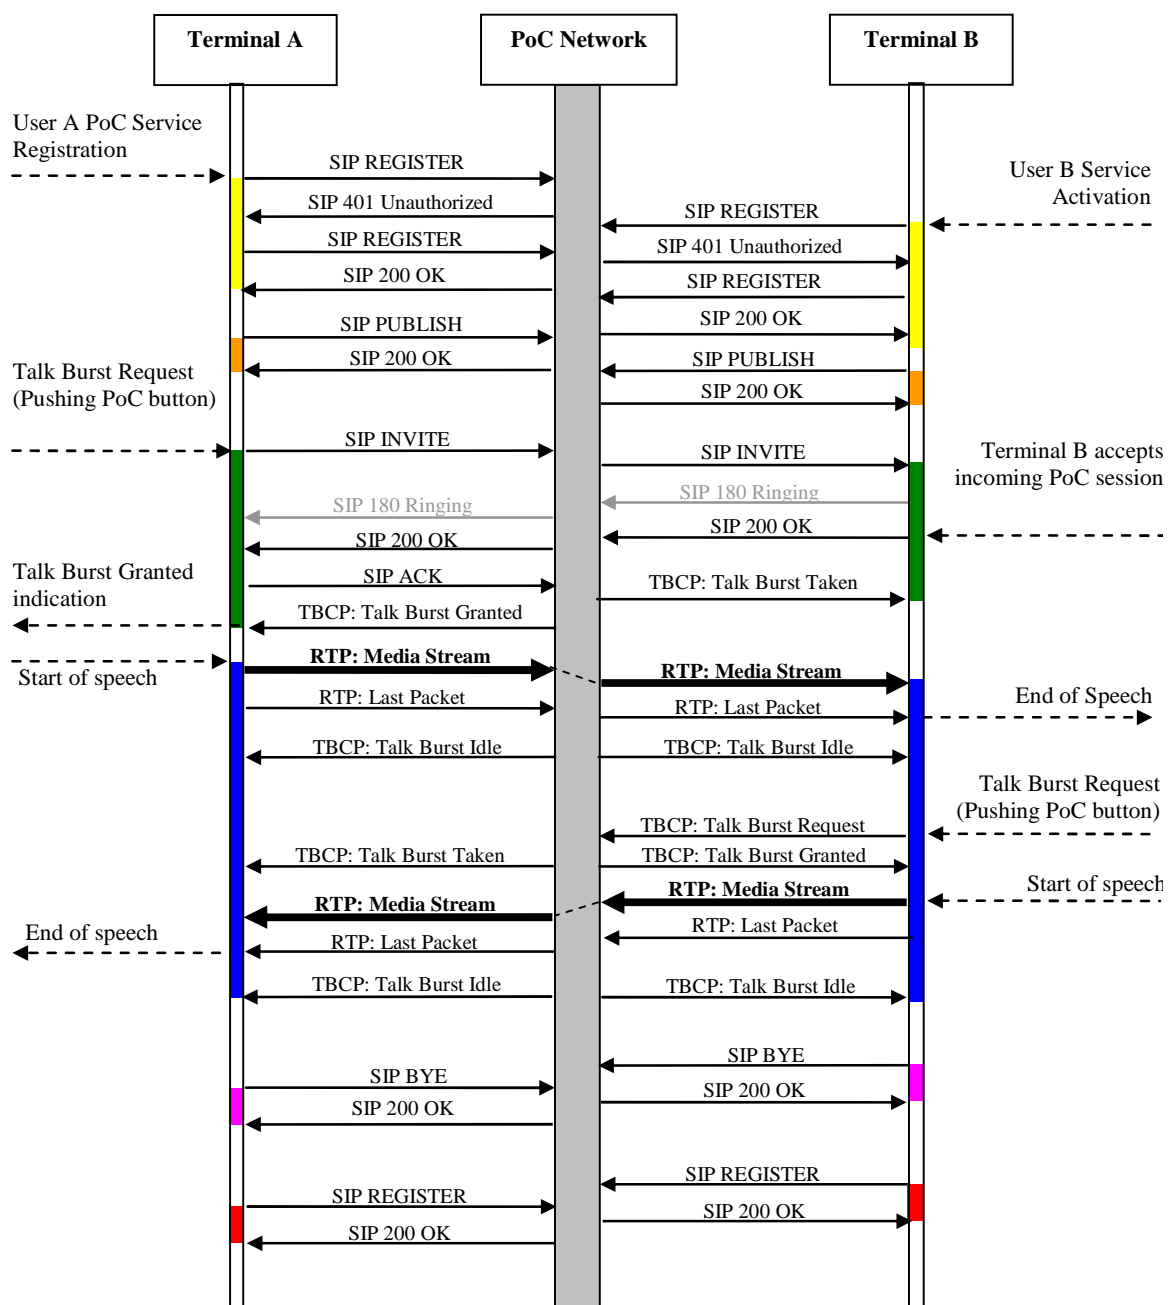 Terminal A
PoC Network
Terminal B
User A PoC Service
Registration
SIP REGISTER
User B Service
Activation
SIP 401 Unauthorized
SIP REGISTER
SIP REGISTER
SIP 401 Unauthorized
SIP 200 OK
SIP REGISTER
SIP PUBLISH
SIP 200 OK
SIP 200 OK
SIP PUBLISH
Talk Burst Request
(Pushing PoC button)
SIP 200 OK
SIP INVITE
SIP INVITE
Terminal B accepts
incoming PoC session
SIP 180 Ringing
SIP 180 Ringing
SIP 200 OK
SIP 200 OK
Talk Burst Granted
indication
SIP ACK
TBCP: Talk Burst Taken
TBCP: Talk Burst Granted
RTP: Media Stream
Start of speech
RTP: Media Stream
RTP: Last Packet
RTP: Last Packet
End of Speech
TBCP: Talk Burst Idle
TBCP: Talk Burst Idle
Talk Burst Request
(Pushing PoC button)
TBCP: Talk Burst Request
TBCP: Talk Burst Taken
TBCP: Talk Burst Granted
RTP: Media Stream
Start of speech
RTP: Media Stream
RTP: Last Packet
End of speech
RTP: Last Packet
TBCP: Talk Burst Idle
TBCP: Talk Burst Idle
SIP BYE
SIP BYE
SIP 200 OK
SIP 200 OK
SIP REGISTER
SIP REGISTER
SIP 200 OK
SIP 200 OK